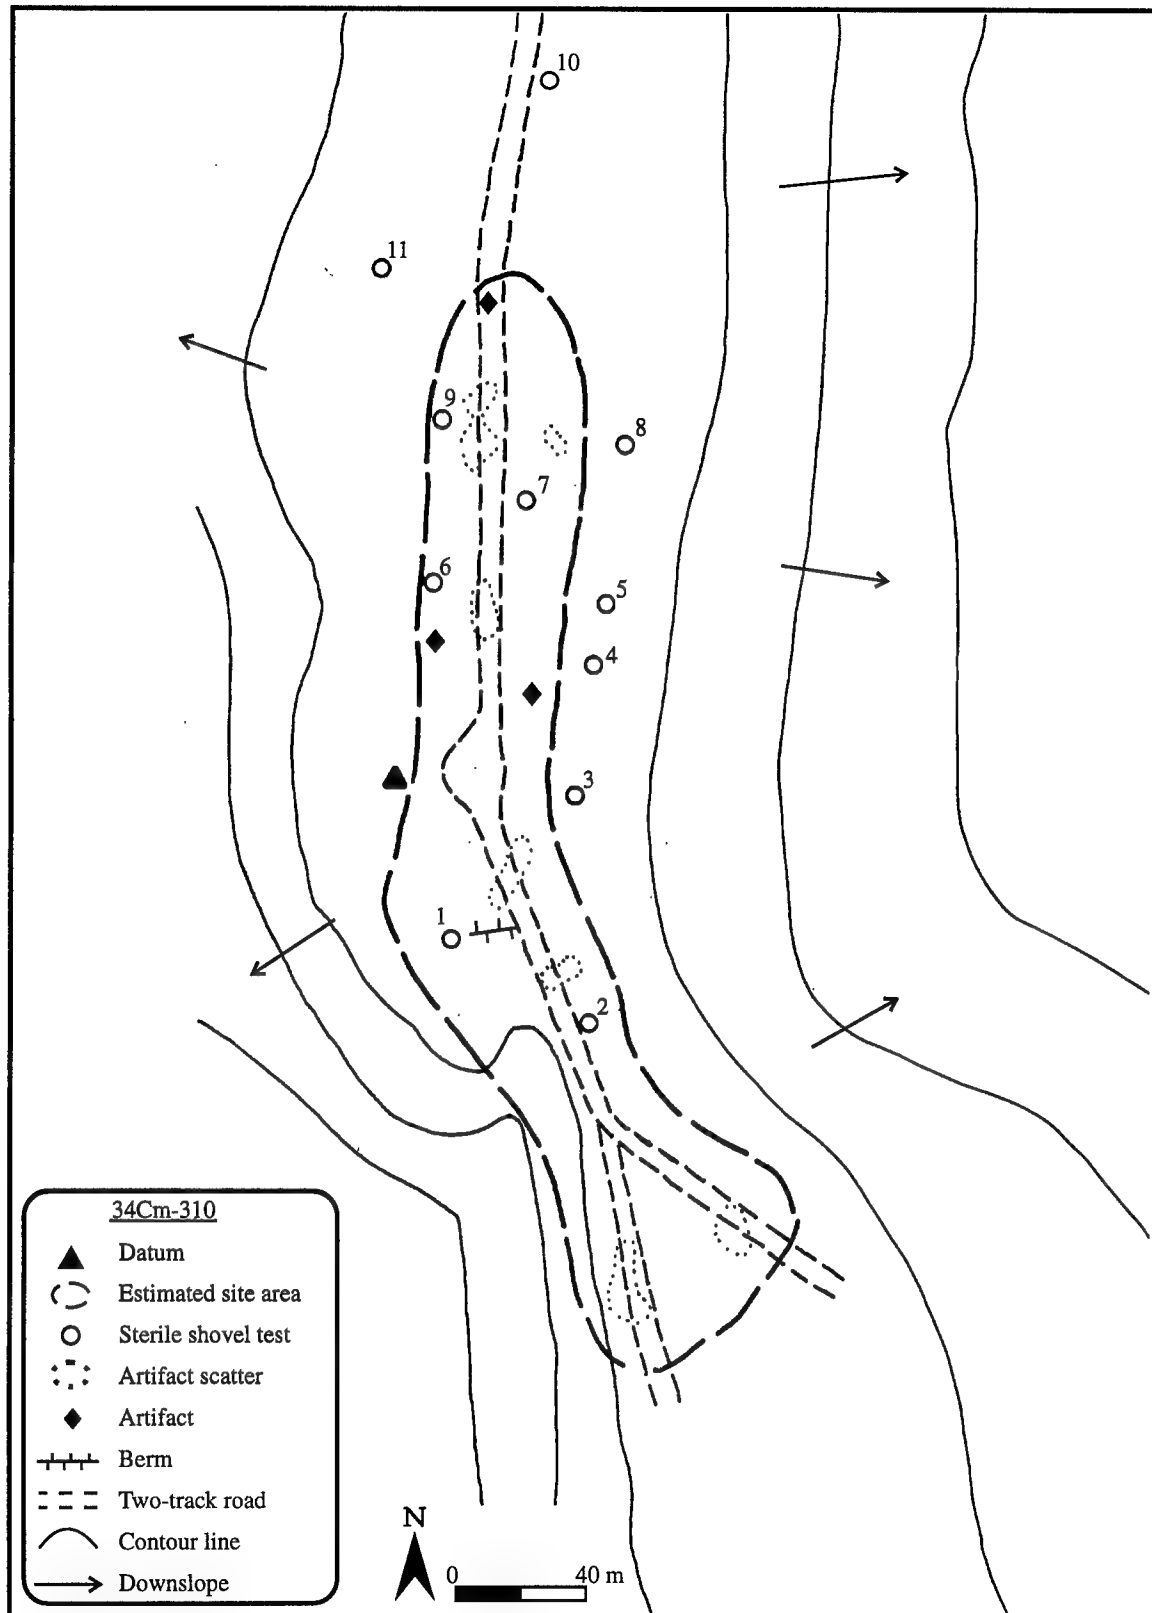 10
11
9
8
7
6
5
4
3
1
2
34Cm-310
Datum
Estimated site area
Sterile shovel test
Artifact scatter
Artifact
Berm
Two-track road
Contour line
Downslope
N
0 40 m